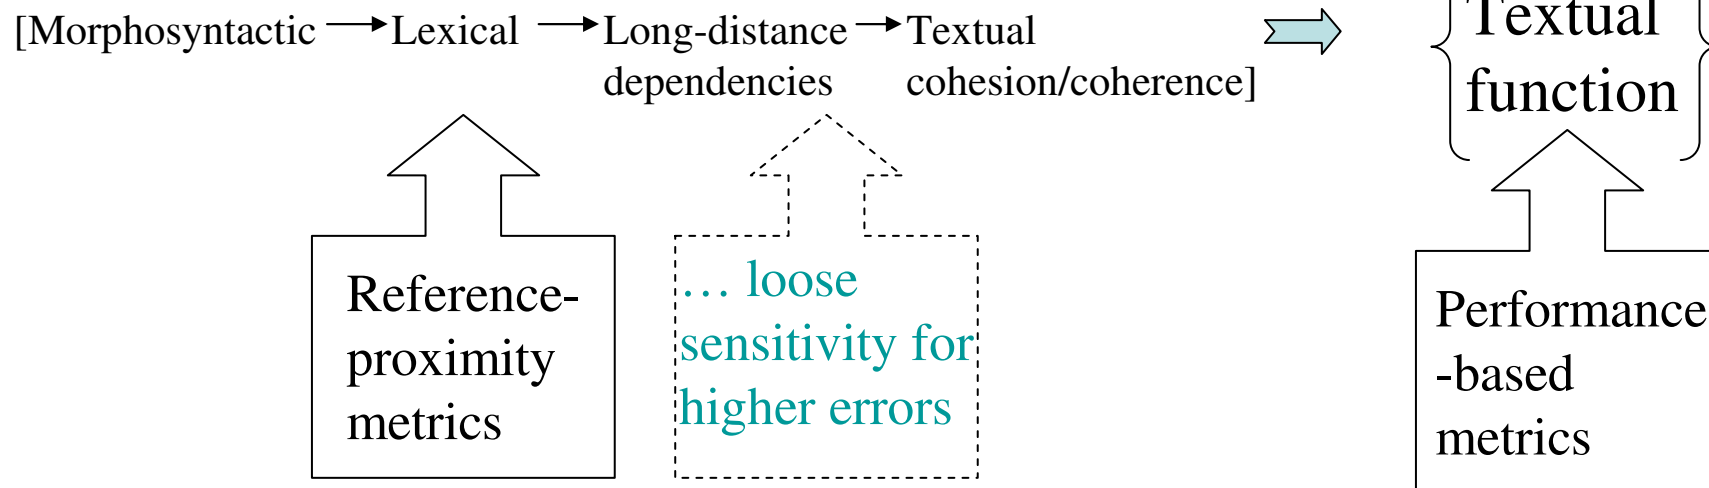 [Morphosyntactic Lexical Long-distance Textual
dependencies cohesion/coherence]
Textual
function
Reference-
proximity
metrics
… loose
sensitivity for
higher errors
Performance
-based
metrics